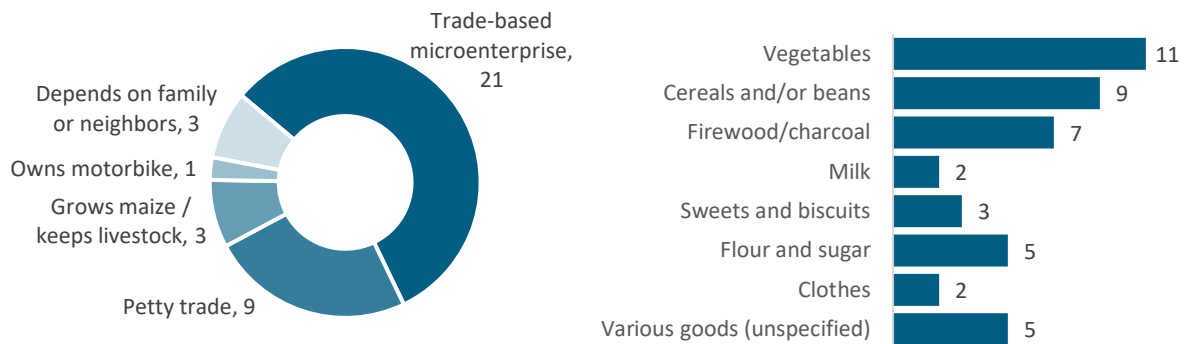 Trade-based
microenterprise,
21
Depends on family
or neighbors, 3
Owns motorbike, 1
Grows maize /
keeps livestock, 3
Petty trade, 9
Vegetables 11
Cereals and/or beans 9
Firewood/charcoal 7
Milk 2
Sweets and biscuits 3
Flour and sugar 5
Clothes 2
Various goods (unspecified) 5